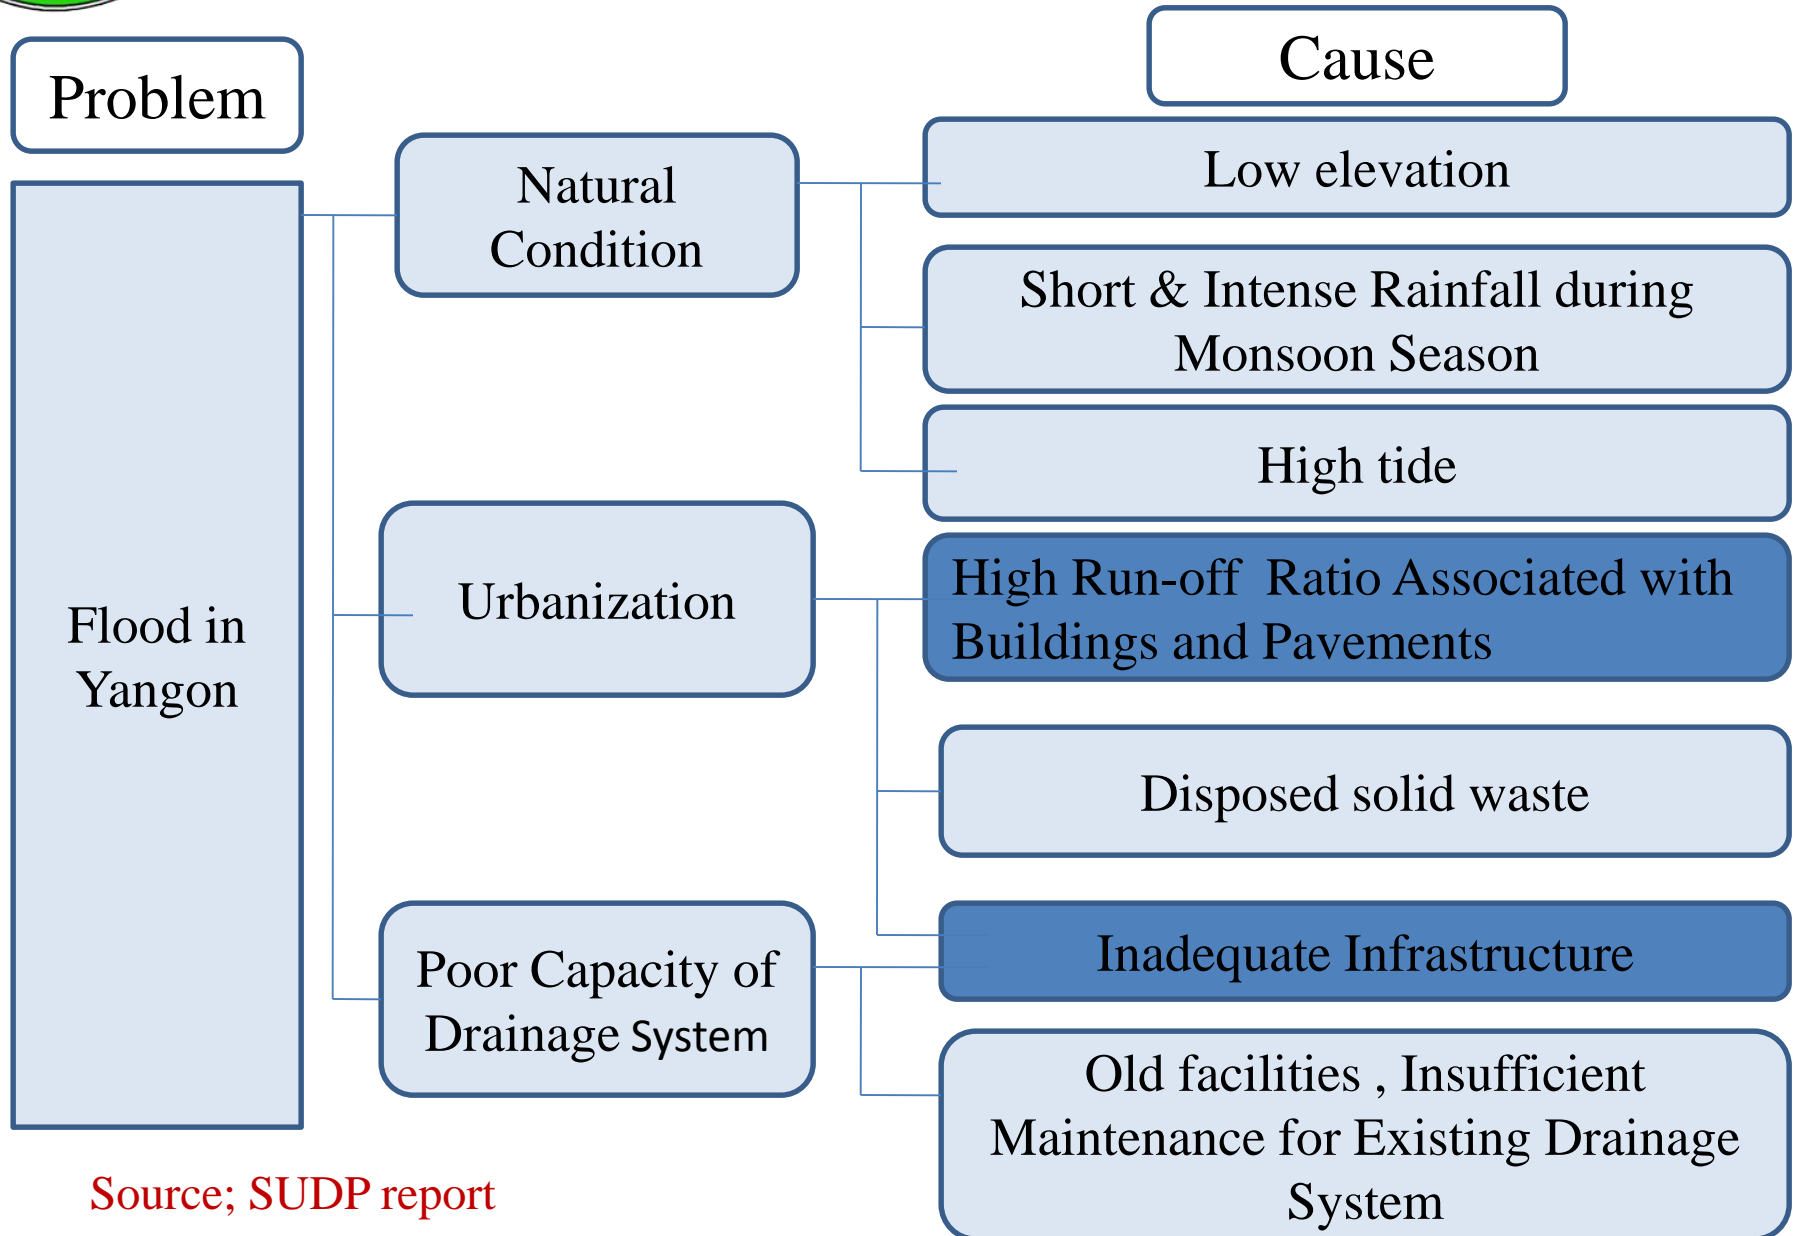 Problem
Cause
Flood in
Yangon
Natural
Condition
Low elevation
Short & Intense Rainfall during
Monsoon Season
High tide
Urbanization
High Run-off Ratio Associated with
Buildings and Pavements
Disposed solid waste
Poor Capacity of
Drainage System
Inadequate Infrastructure
Old facilities , Insufficient
Maintenance for Existing Drainage
System
Source; SUDP report